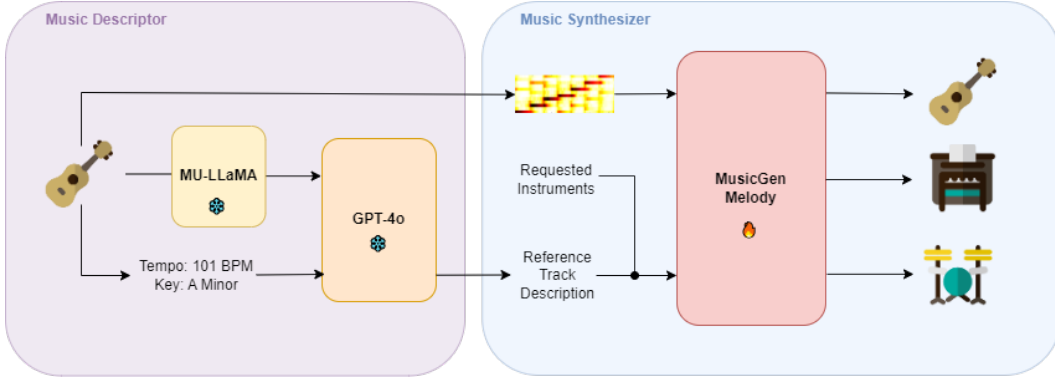 Music Descriptor
Music Synthesizer
MU-LLaMA
GPT-4o
Tempo: 101 BPM
Key: A Minor
Requested
Instruments
Reference
Track
Description
MusicGen
Melody